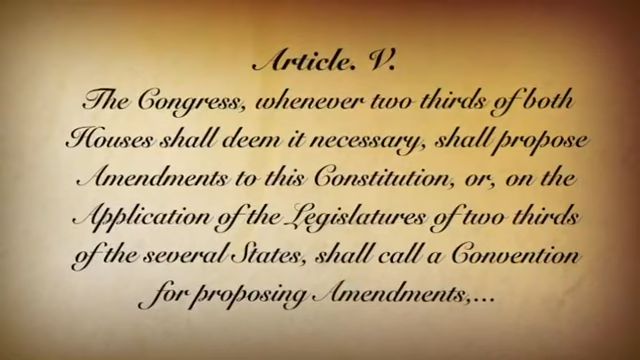 Article. V.
The Congress, whenever two thirds of both
Houses shall deem it necessary, shall propose
Amendments to this Constitution, or, on the
Application of the Legislatures of two thirds
of the several States, shall call a Convention
for proposing Amendments,...